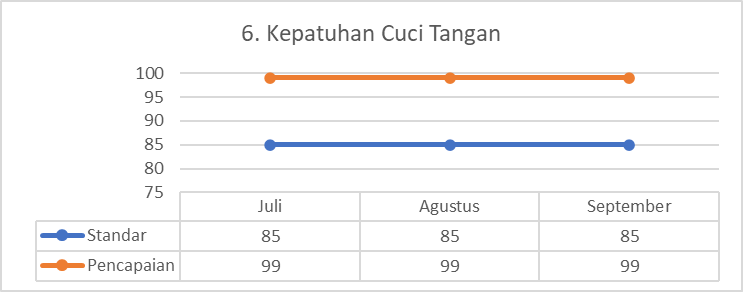 6. Kepatuhan Cuci Tangan
100
95
90
85
80
75
Juli Agustus September
Standar 85 85 85
Pencapaian 99 99 99